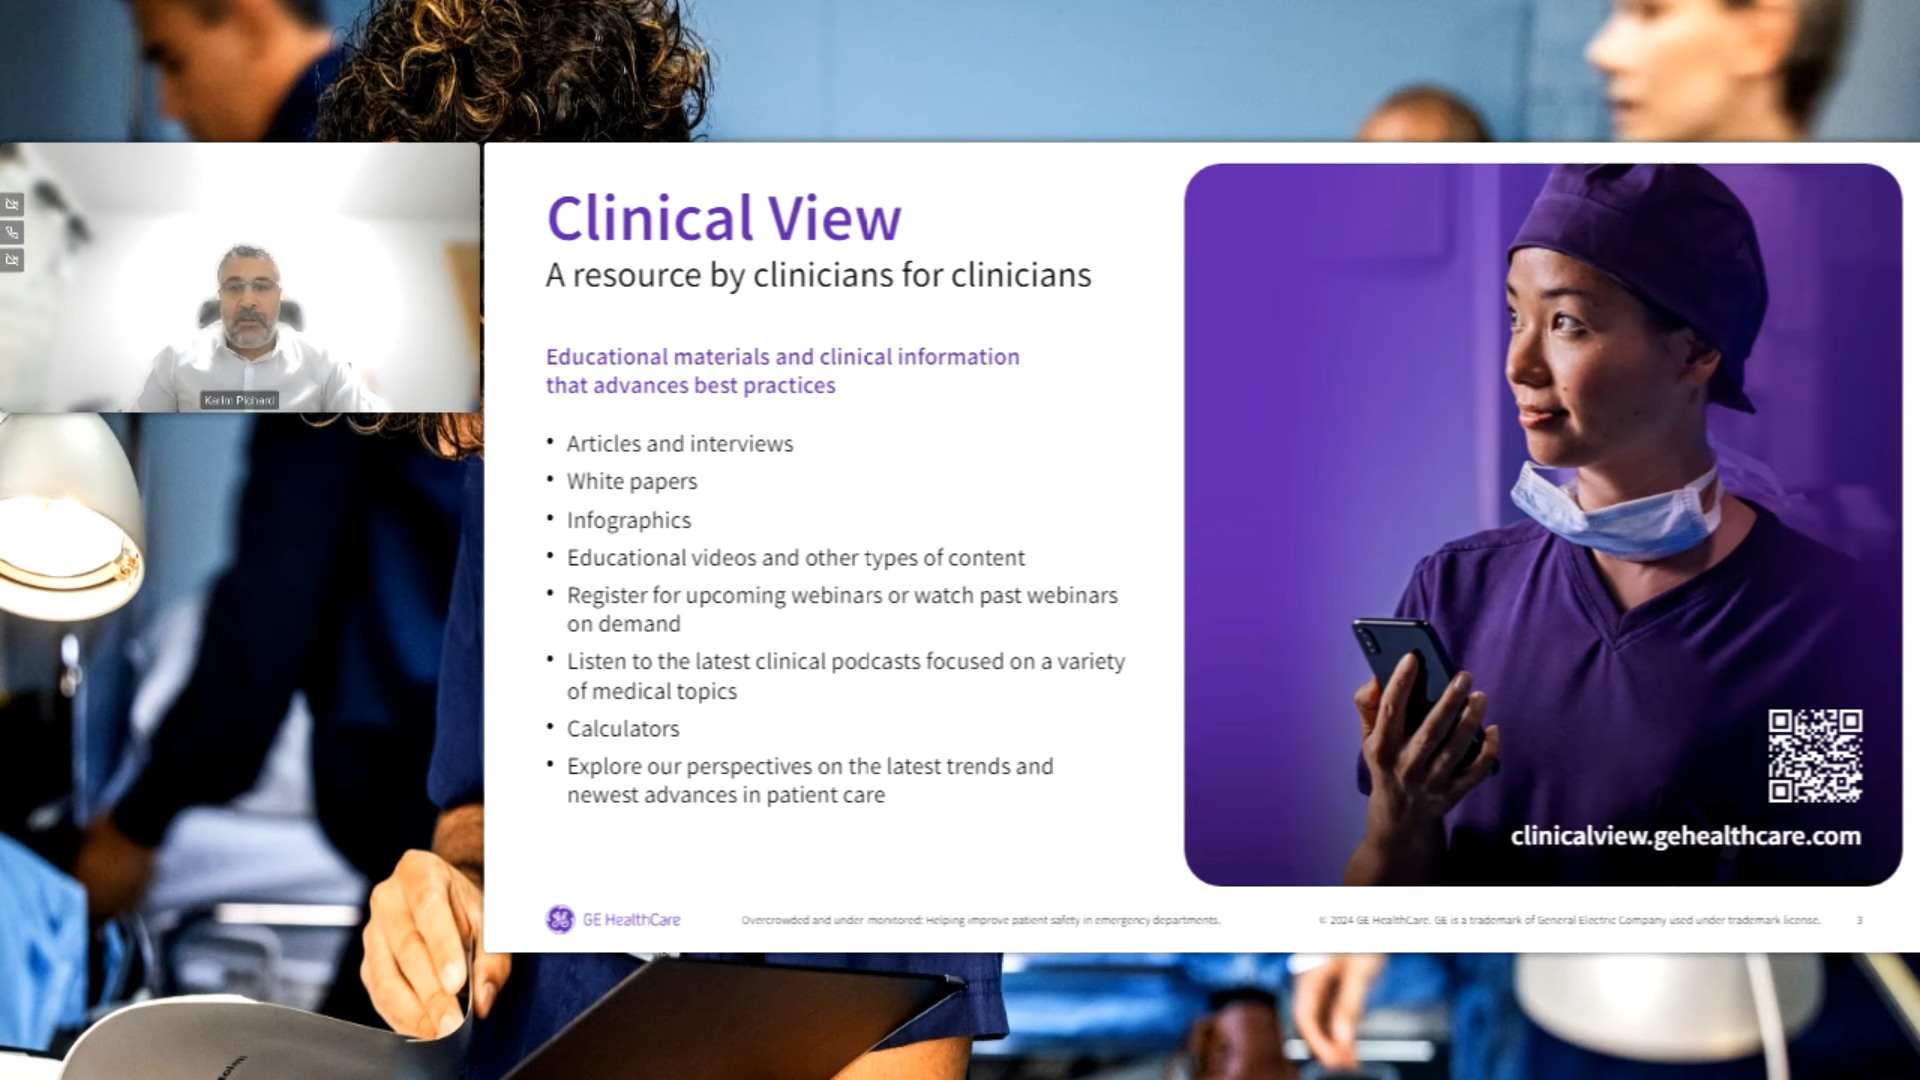 Karim Pichard
Clinical View
A resource by clinicians for clinicians
Educational materials and clinical information
that advances best practices
• Articles and interviews
• White papers
• Infographics
• Educational videos and other types of content
• Register for upcoming webinars or watch past webinars
on demand
• Listen to the latest clinical podcasts focused on a variety
of medical topics
• Calculators
• Explore our perspectives on the latest trends and
newest advances in patient care
clinicalview.gehealthcare.com
GE HealthCare
Overcrowded and under monitored: Helping improve patient safety in emergency departments.
© 2024 GE HealthCare. GE is a trademark of General Electric Company used under trademark license.
3